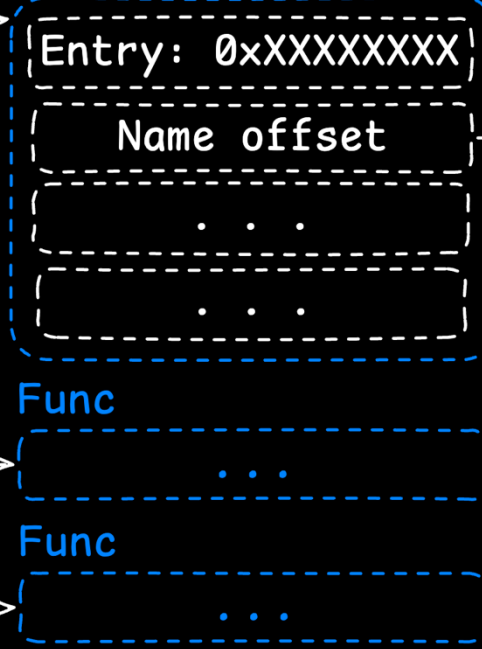 Entry: 0xXXXXXXXX
Name offset
. . .
. . .
Func
. . .
Func
. . .